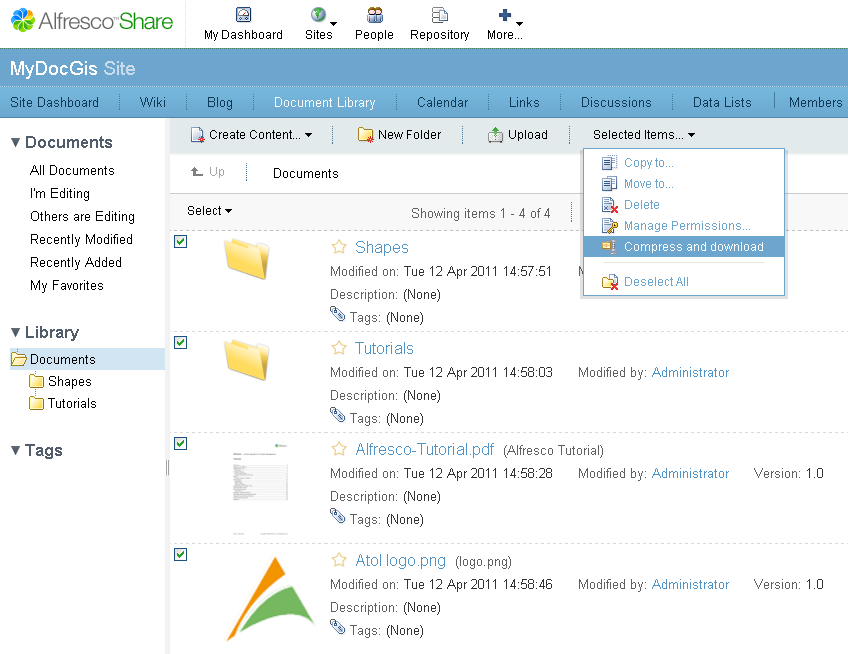 Alfresco™ Share
My Dashboard Sites People Repository More...
MyDocGis Site
Site Dashboard Wiki Blog Document Library Calendar Links Discussions Data Lists Members
Documents
All Documents
I'm Editing
Others are Editing
Recently Modified
Recently Added
My Favorites
Library
Documents
Shapes
Tutorials
Tags
Create Content... New Folder Upload Selected Items...
Up Documents
Copy to...
Move to...
Delete
Manage Permissions...
Compress and download
Deselect All
Select Showing items 1 - 4 of 4
Shapes
Modified on: Tue 12 Apr 2011 14:57:51
Description: (None)
Tags: (None)
Tutorials
Modified on: Tue 12 Apr 2011 14:58:03 Modified by: Administrator
Description: (None)
Tags: (None)
Alfresco-Tutorial.pdf (Alfresco Tutorial)
Modified on: Tue 12 Apr 2011 14:58:28 Modified by: Administrator Version: 1.0
Description: (None)
Tags: (None)
Atol logo.png (logo.png)
Modified on: Tue 12 Apr 2011 14:58:46 Modified by: Administrator Version: 1.0
Description: (None)
Tags: (None)